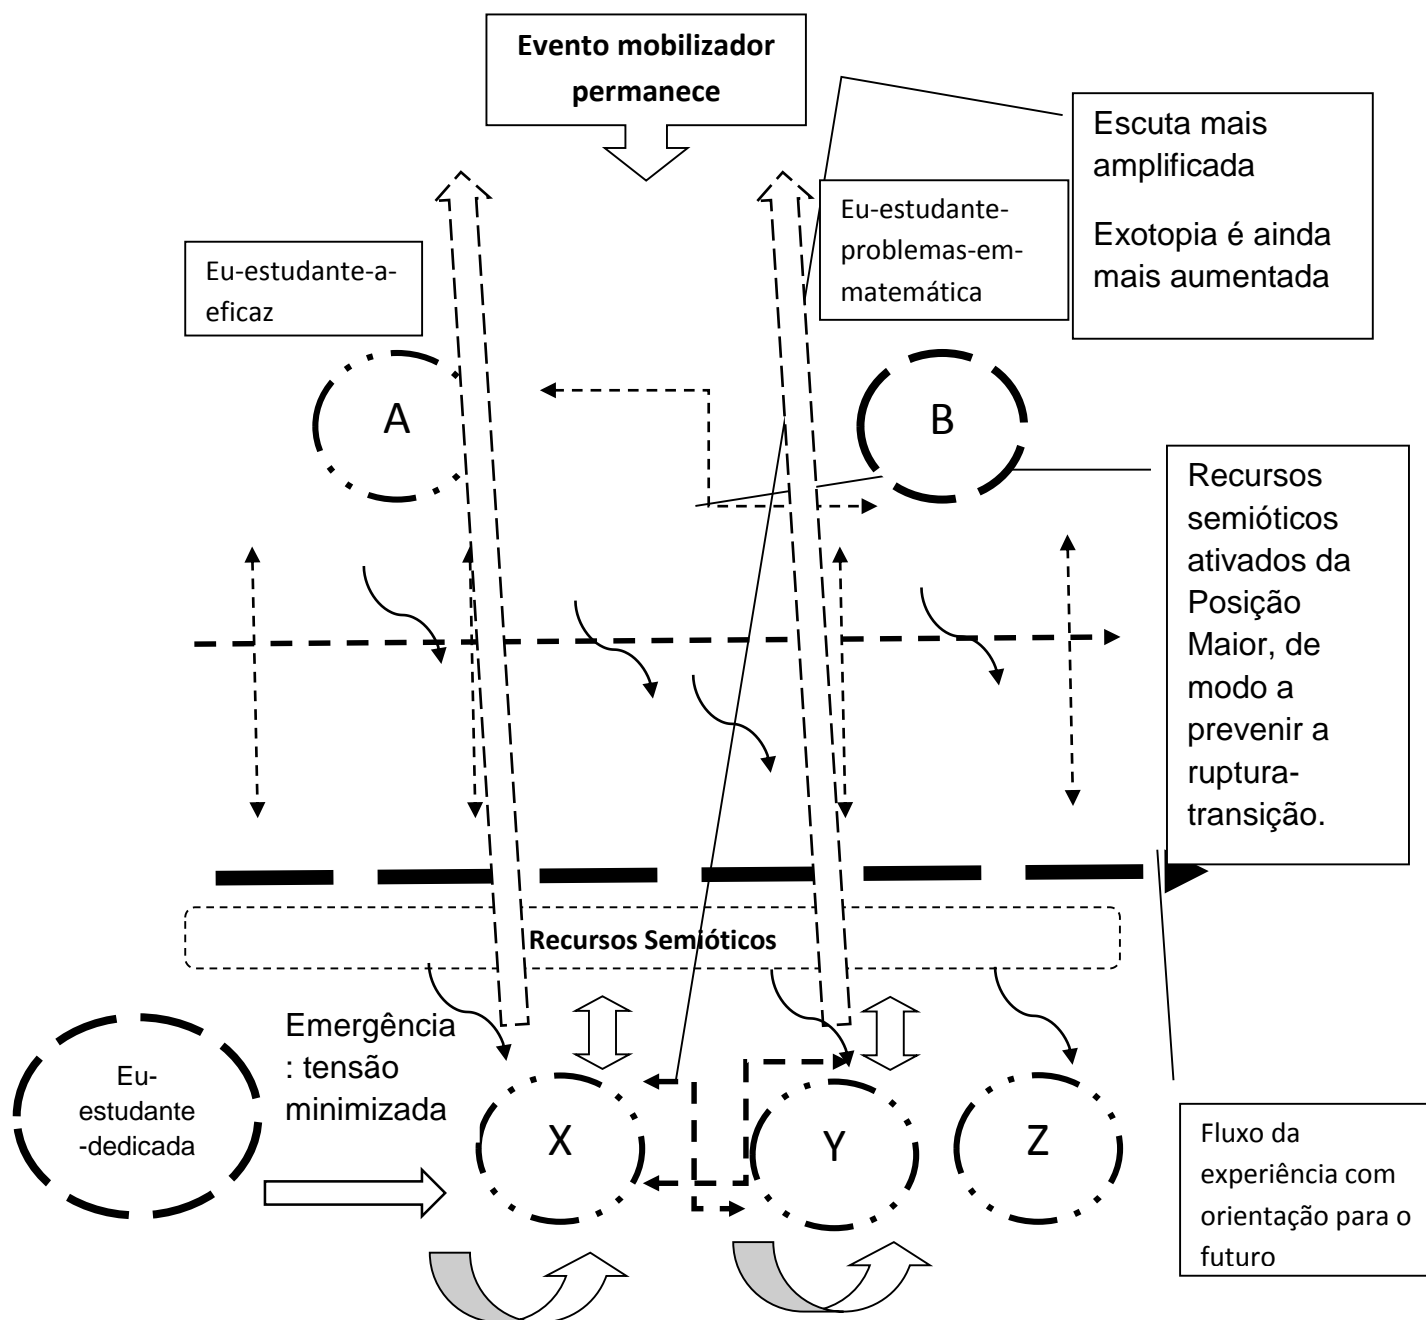 Evento mobilizador
permanece
Escuta mais
amplificada
Exotopia é ainda
mais aumentada
Eu-estudante-
problemas-em-
matemática
Eu-estudante-a-
eficaz
A
B
Recursos
semióticos
ativados da
Posição
Maior, de
modo a
prevenir a
ruptura-
transição.
Recursos Semióticos
Emergência
: tensão
minimizada
Eu-
estudante
-dedicada
X
Y
Z
Fluxo da
experiência com
orientação para o
futuro